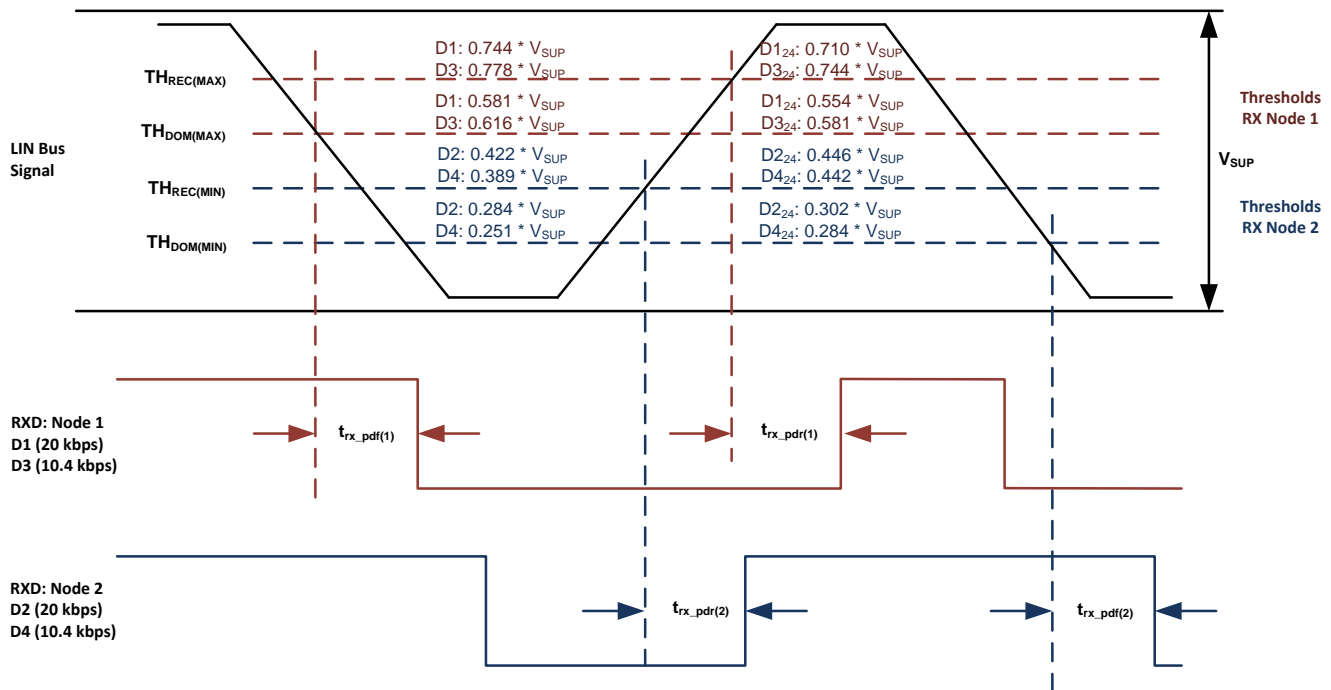 D1: 0.744 * VSUP
D3: 0.778 * VSUP
D1: 0.581 * VSUP
D3: 0.616 * VSUP
D2: 0.422 * VSUP
D4: 0.389 * VSUP
D2: 0.284 * VSUP
D4: 0.251 * VSUP
D124: 0.710 * VSUP
D324: 0.744 * VSUP
D124: 0.554 * VSUP
D324: 0.581 * VSUP
D224: 0.446 * VSUP
D424: 0.442 * VSUP
D224: 0.302 * VSUP
D424: 0.284 * VSUP
THREC(MAX)
THDOM(MAX)
THREC(MIN)
THDOM(MIN)
LIN Bus
Signal
Thresholds
RX Node 1
VSUP
Thresholds
RX Node 2
RXD: Node 1
D1 (20 kbps)
D3 (10.4 kbps)
trx_pdf(1)
trx_pdr(1)
RXD: Node 2
D2 (20 kbps)
D4 (10.4 kbps)
trx_pdr(2)
trx_pdf(2)